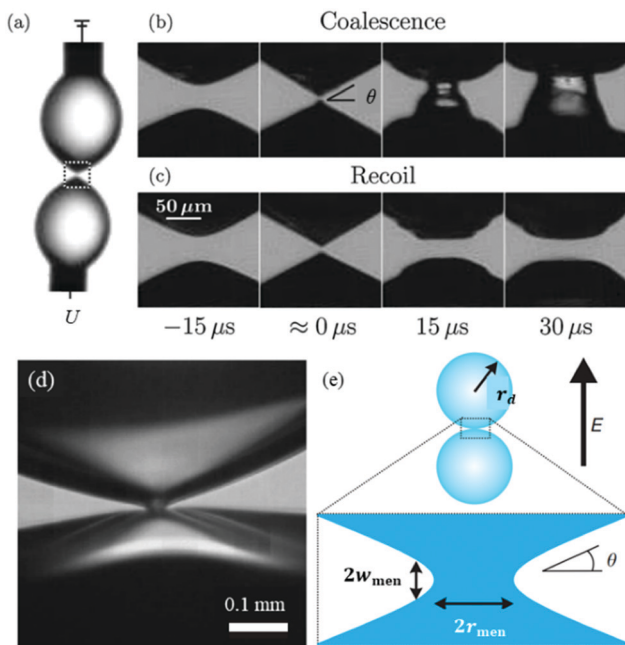 (a)
U
(b)
Coalescence
θ
(c)
Recoil
50 μm
−15 μs
≈ 0 μs
15 μs
30 μs
(d)
0.1 mm
(e)
r_d
E
2w_men
θ
2r_men